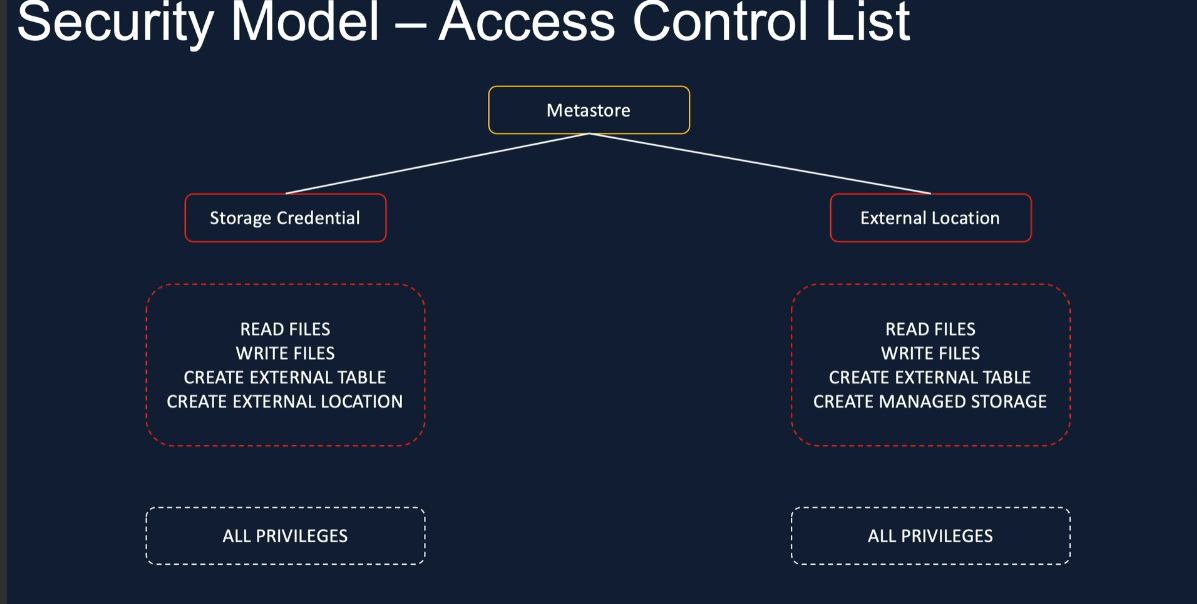 Security Model – Access Control List
Metastore
Storage Credential
External Location
READ FILES
WRITE FILES
CREATE EXTERNAL TABLE
CREATE EXTERNAL LOCATION
READ FILES
WRITE FILES
CREATE EXTERNAL TABLE
CREATE MANAGED STORAGE
ALL PRIVILEGES
ALL PRIVILEGES